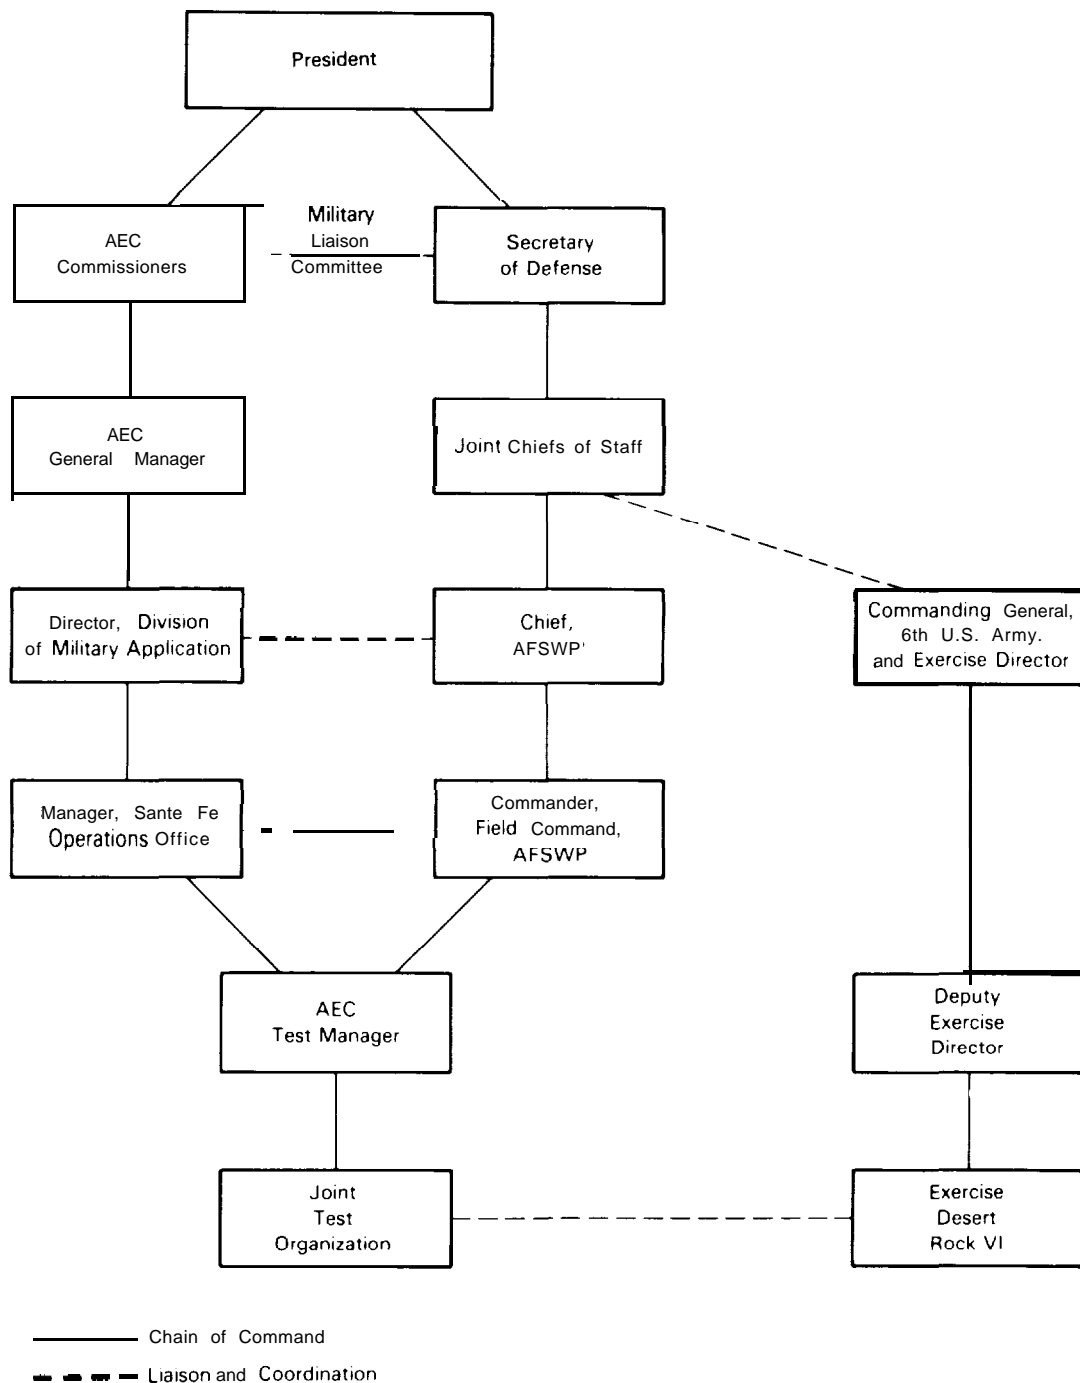 President
AEC
Commissioners
Military
Liaison
Committee
Secretary
of Defense
AEC
General Manager
Joint Chiefs of Staff
Director, Division
of Military Application
Chief,
AFSWP'
Commanding General,
6th U.S. Army.
and Exercise Director
Manager, Sante Fe
Operations Office
Commander,
Field Command,
AFSWP
AEC
Test Manager
Deputy
Exercise
Director
Joint
Test
Organization
Exercise
Desert
Rock VI
Chain of Command
Liaison and Coordination